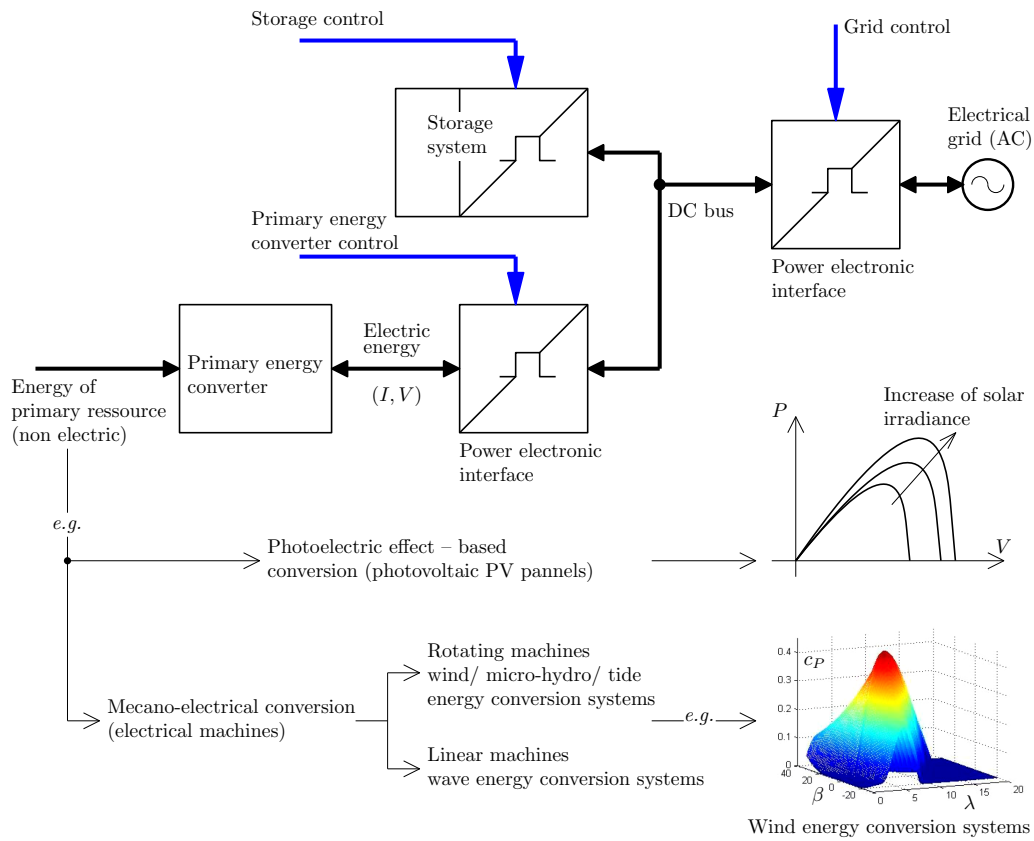 Storage control
Grid control
Storage
system
Electrical
grid (AC)
DC bus
Primary energy
converter control
Power electronic
interface
Electric
energy
(I, V)
Primary energy
converter
Energy of
primary ressource
(non electric)
Power electronic
interface
e.g.
Photoelectric effect – based
conversion (photovoltaic PV pannels)
P
Increase of solar
irradiance
V
Mecano-electrical conversion
(electrical machines)
Rotating machines
wind/ micro-hydro/ tide
energy conversion systems
Linear machines
wave energy conversion systems
e.g.
0.4
0.3
0.2
0.1
0
cP
40
20
0
-20
β
0
5
10
15
20
λ
Wind energy conversion systems